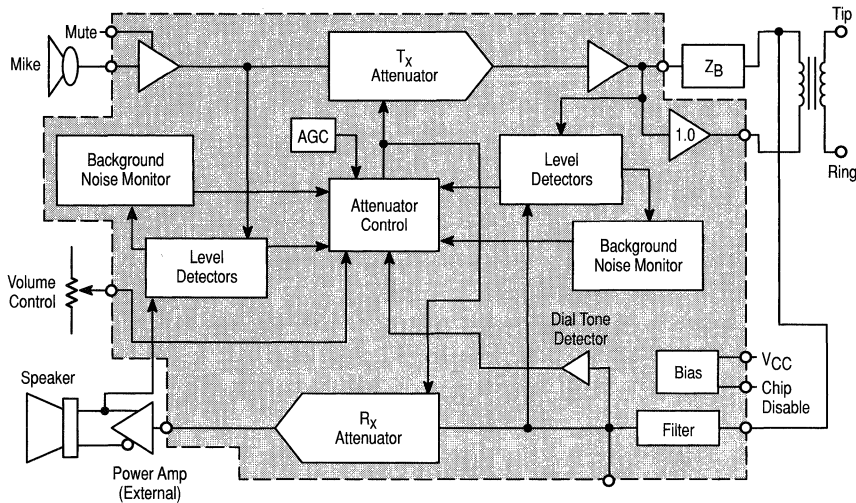 Tip
Mute
Mike
Tx
Attenuator
ZB
AGC
1.0
Background
Noise Monitor
Level
Detectors
Ring
Attenuator
Control
Background
Noise Monitor
Level
Detectors
Volume
Control
Dial Tone
Detector
VCC
Bias
Chip
Disable
Speaker
Rx
Attenuator
Filter
Power Amp
(External)